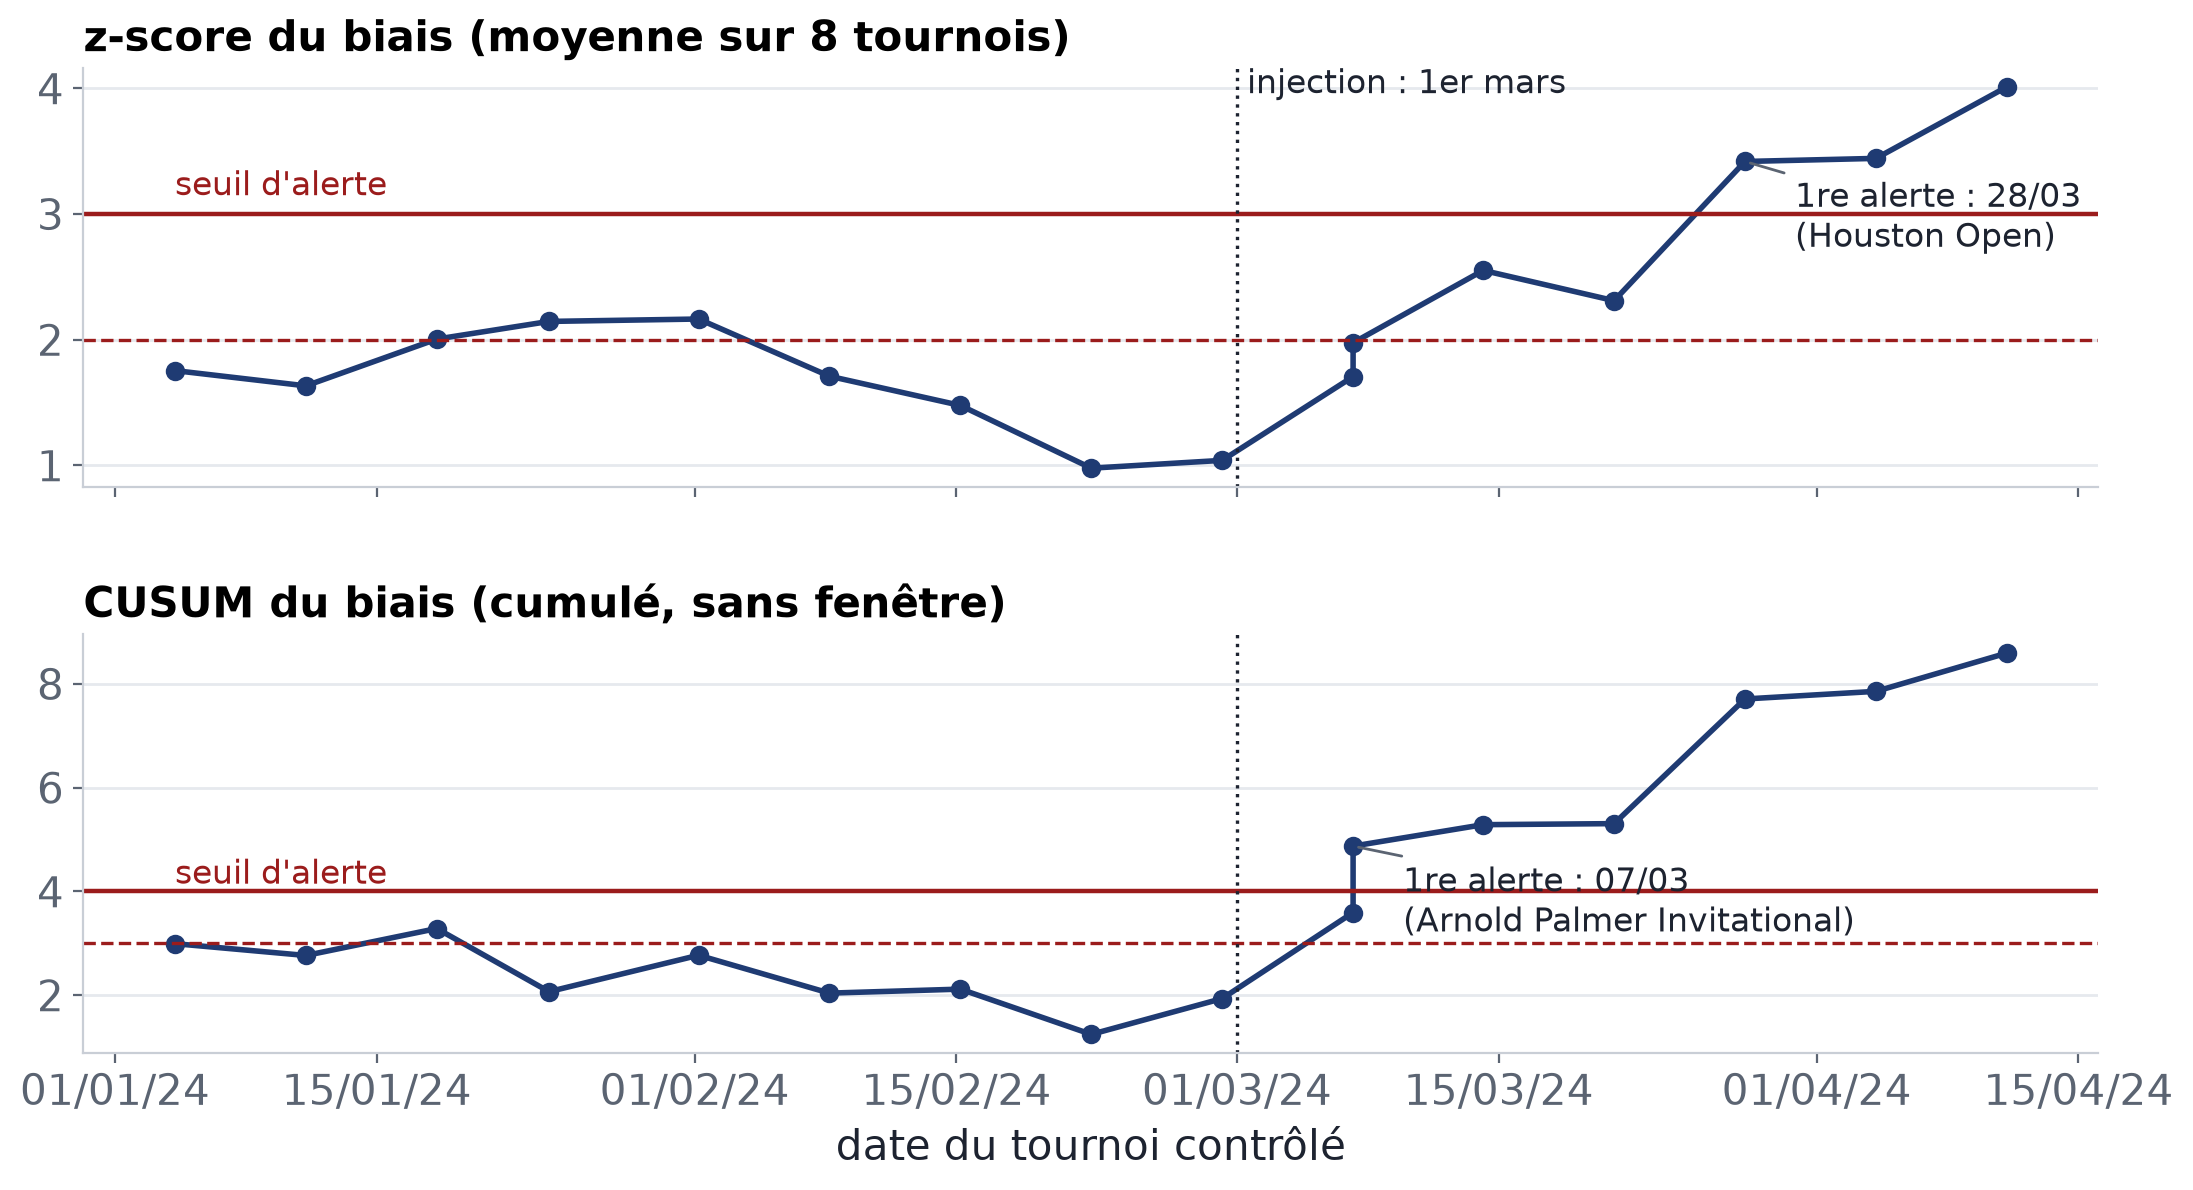 z-score du biais (moyenne sur 8 tournois)
4
injection : 1er mars
seuil d'alerte
3
1re alerte : 28/03
(Houston Open)
2
1
CUSUM du biais (cumulé, sans fenêtre)
8
6
seuil d'alerte
4
1re alerte : 07/03
(Arnold Palmer Invitational)
2
01/01/24 15/01/24 01/02/24 15/02/24 01/03/24 15/03/24 01/04/24 15/04/24
date du tournoi contrôlé